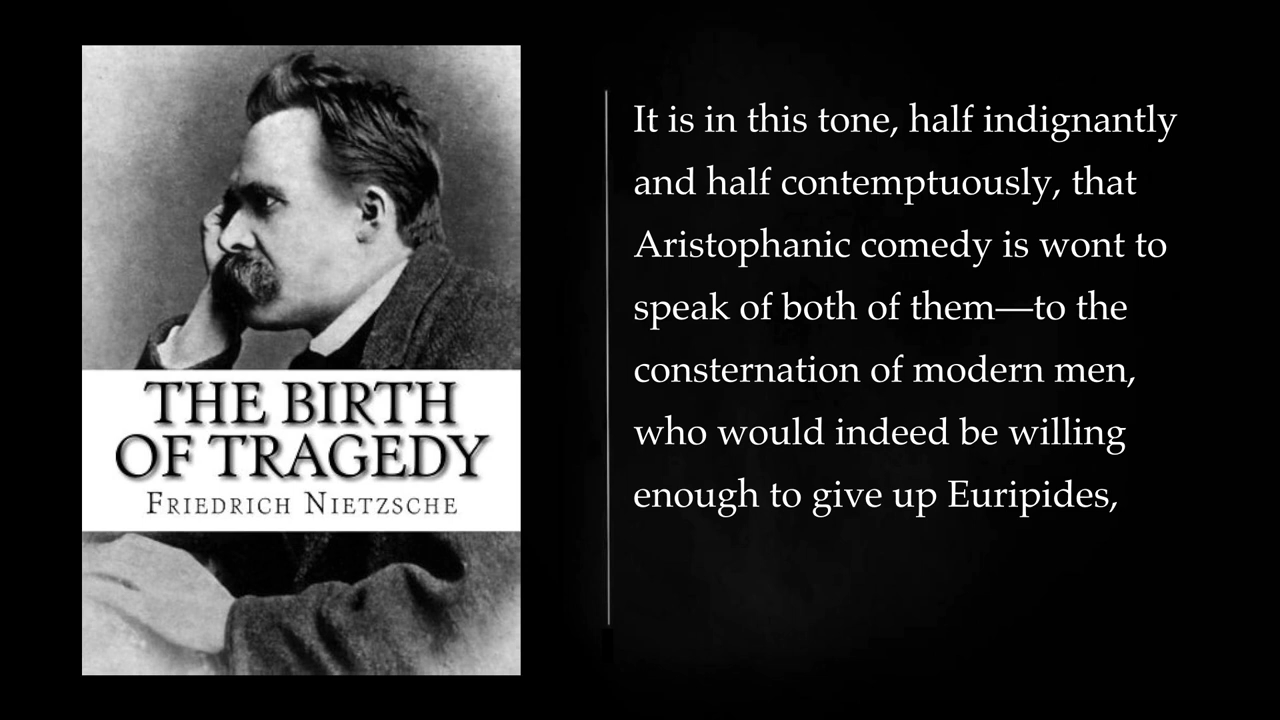 THE BIRTH
OF TRAGEDY
FRIEDRICH NIETZSCHE
It is in this tone, half indignantly
and half contemptuously, that
Aristophanic comedy is wont to
speak of both of them—to the
consternation of modern men,
who would indeed be willing
enough to give up Euripides,